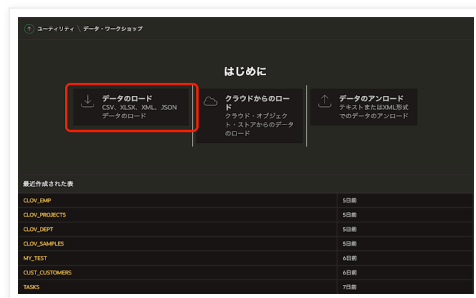 ユーティリティ \ データ・ワークショップ
はじめに
データのロード
CSV、XLSX、XML、JSON
データのロード
クラウドからのロー
ド
クラウド・オブジェク
ト・ストアからのデータ
のロード
データのアンロード
テキストまたはXML形式
でのデータのアンロード
最近作成された表
CLOV_EMP 5日前
CLOV_PROJECTS 5日前
CLOV_DEPT 5日前
CLOV_SAMPLES 5日前
MY_TEST 6日前
CUST_CUSTOMERS 6日前
TASKS 7日前